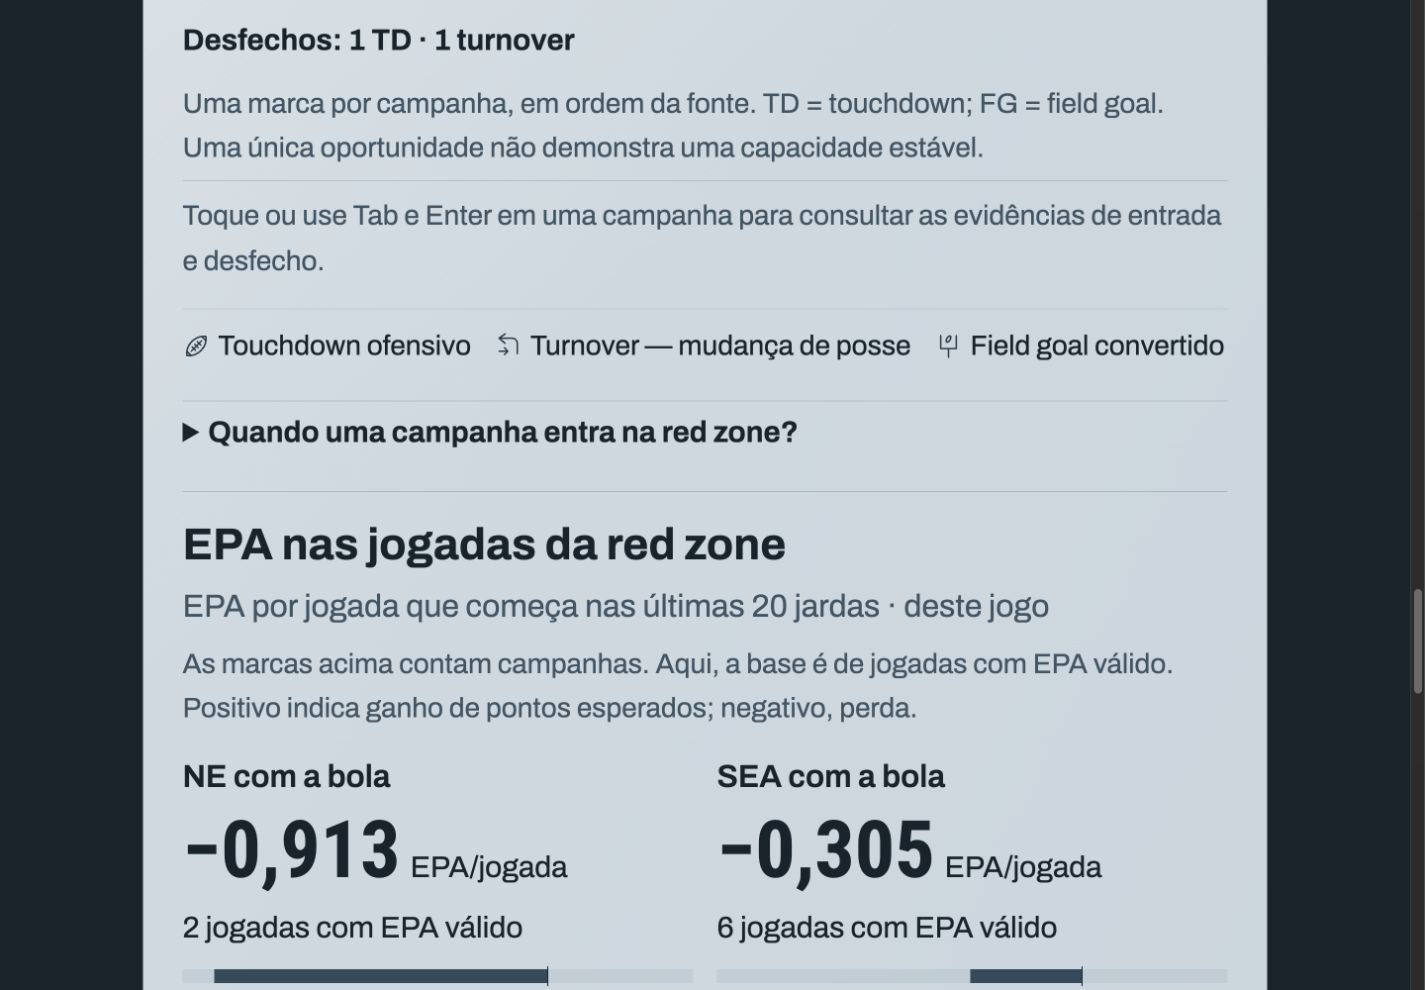 Desfechos: 1 TD · 1 turnover
Uma marca por campanha, em ordem da fonte. TD = touchdown; FG = field goal.
Uma única oportunidade não demonstra uma capacidade estável.
Toque ou use Tab e Enter em uma campanha para consultar as evidências de entrada
e desfecho.
Touchdown ofensivo Turnover — mudança de posse Field goal convertido
Quando uma campanha entra na red zone?
EPA nas jogadas da red zone
EPA por jogada que começa nas últimas 20 jardas · deste jogo
As marcas acima contam campanhas. Aqui, a base é de jogadas com EPA válido.
Positivo indica ganho de pontos esperados; negativo, perda.
NE com a bola
−0,913 EPA/jogada
2 jogadas com EPA válido
SEA com a bola
−0,305 EPA/jogada
6 jogadas com EPA válido